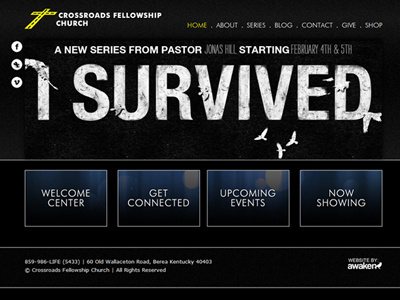 CROSSROADS FELLOWSHIP
CHURCH
HOME . ABOUT . SERIES . BLOG . CONTACT . GIVE . SHOP
A NEW SERIES FROM PASTOR JONAS HILL STARTING FEBRUARY 4TH & 5TH
I SURVIVED
WELCOME
CENTER
GET
CONNECTED
UPCOMING
EVENTS
NOW
SHOWING
859-986-LIFE (5433) | 60 Old Wallaceton Road, Berea Kentucky 40403
© Crossroads Fellowship Church | All Rights Reserved
WEBSITE BY
awaken